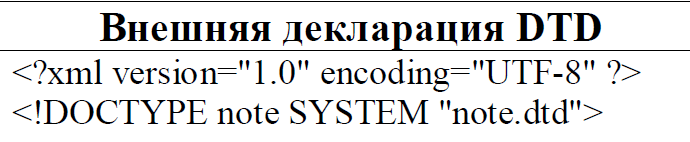 Внешняя декларация DTD
<?xml version="1.0" encoding="UTF-8" ?>
<!DOCTYPE note SYSTEM "note.dtd">